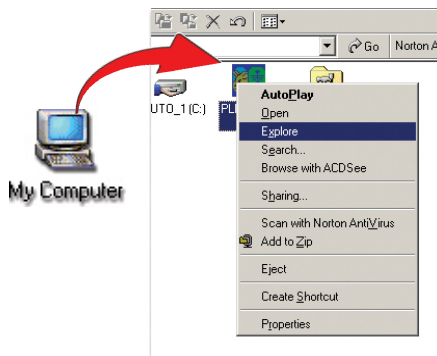 Go
Norton A
UTO_1 (C:)
My Computer
AutoPlay
Open
Explore
Search...
Browse with ACDSee
Sharing...
Scan with Norton AntiVirus
Add to Zip
Eject
Create Shortcut
Properties